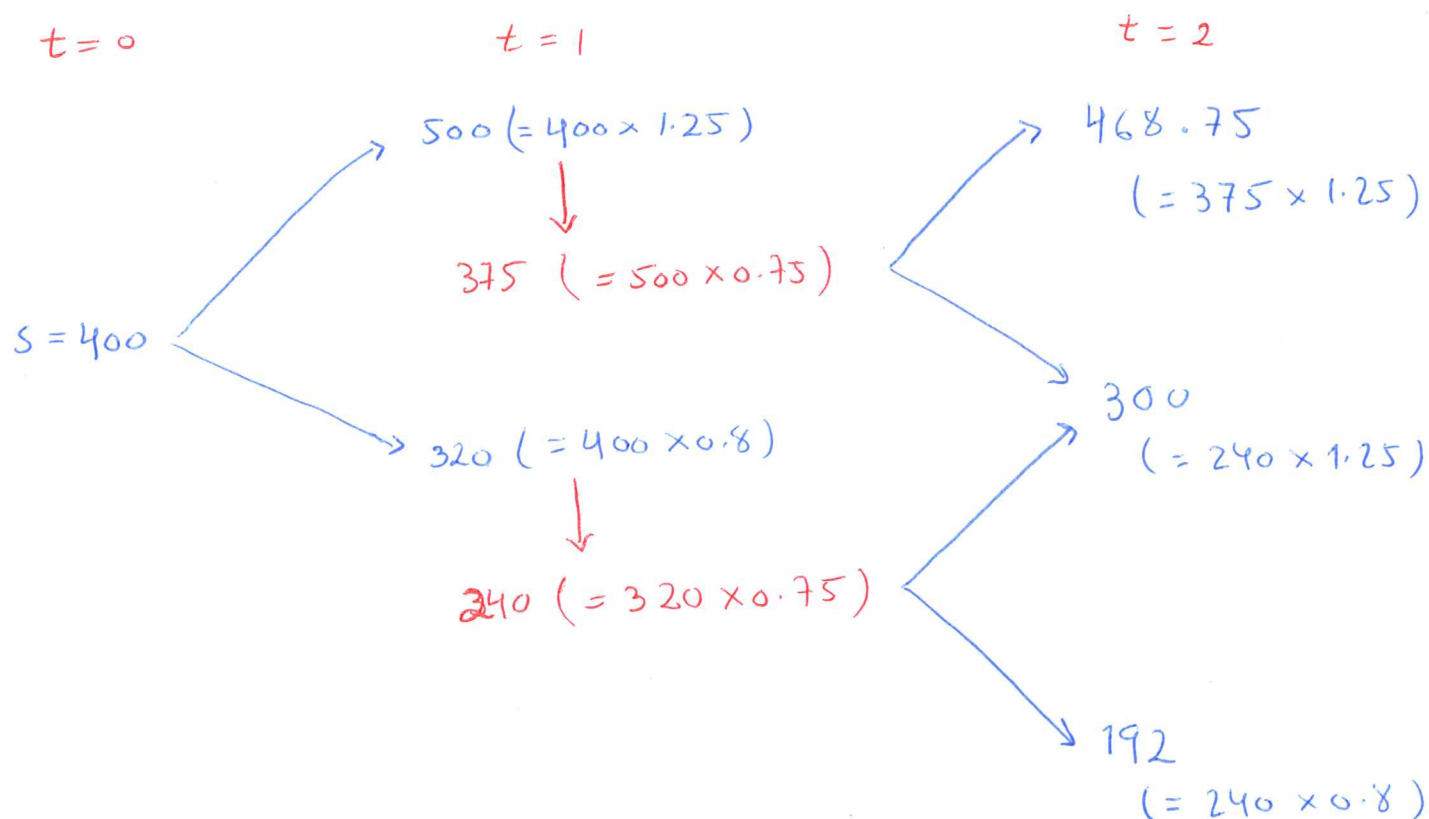 t = 0
t = 1
t = 2
500 (= 400 × 1.25)
468.75
(= 375 × 1.25)
375 ( = 500 × 0.75)
S = 400
300
(= 240 × 1.25)
320 ( = 400 × 0.8)
240 ( = 320 × 0.75)
192
(= 240 × 0.8)